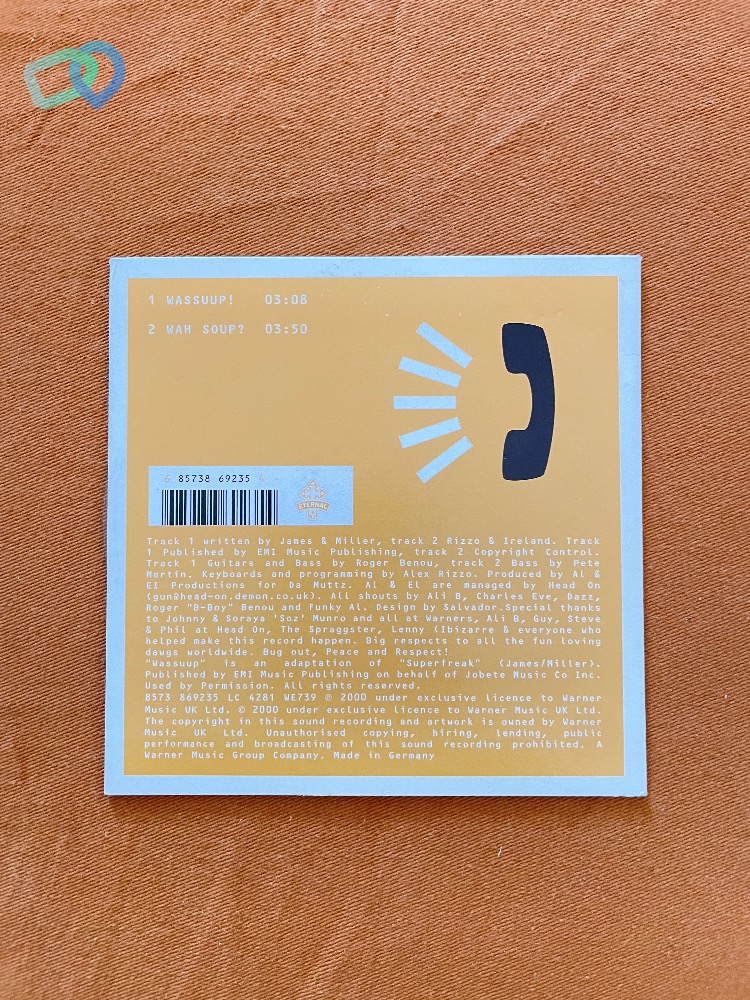 1 WASSUUP! 03:08
2 WAH SOUP? 03:50
85738 69235
ETERNAL
Track 1 written by James & Miller, track 2 Rizzo & Ireland. Track
1 Published by EMI Music Publishing, track 2 Copyright Control.
Track 1 Guitars and Bass by Roger Benou, track 2 Bass by Pete
Martin. Keyboards and programming by Alex Rizzo. Produced by Al &
El Productions for Da Muttz. Al & El are managed by Head On
(gun@head-on.demon.co.uk). All shouts by Ali B, Charles Eve, Dazz,
Roger "B-Boy" Benou and Funky Al. Design by Salvador.Special thanks
to Johnny & Soraya 'Soz' Munro and all at Warners, Ali B, Guy, Steve
& Phil at Head On, The Spraggster, Lenny (Ibizarre & everyone who
helped make this record happen. Big respects to all the fun loving
dawgs worldwide. Bug out, Peace and Respect!
"Wassuup" is an adaptation of "Superfreak" (James/Miller).
Published by EMI Music Publishing on behalf of Jobete Music Co Inc.
Used by Permission. All rights reserved.
8573 869235 LC 4281 WE739 ℗ 2000 under exclusive licence to Warner
Music UK Ltd. © 2000 under exclusive licence to Warner Music UK Ltd.
The copyright in this sound recording and artwork is owned by Warner
Music UK Ltd. Unauthorised copying, hiring, lending, public
performance and broadcasting of this sound recording prohibited. A
Warner Music Group Company. Made in Germany